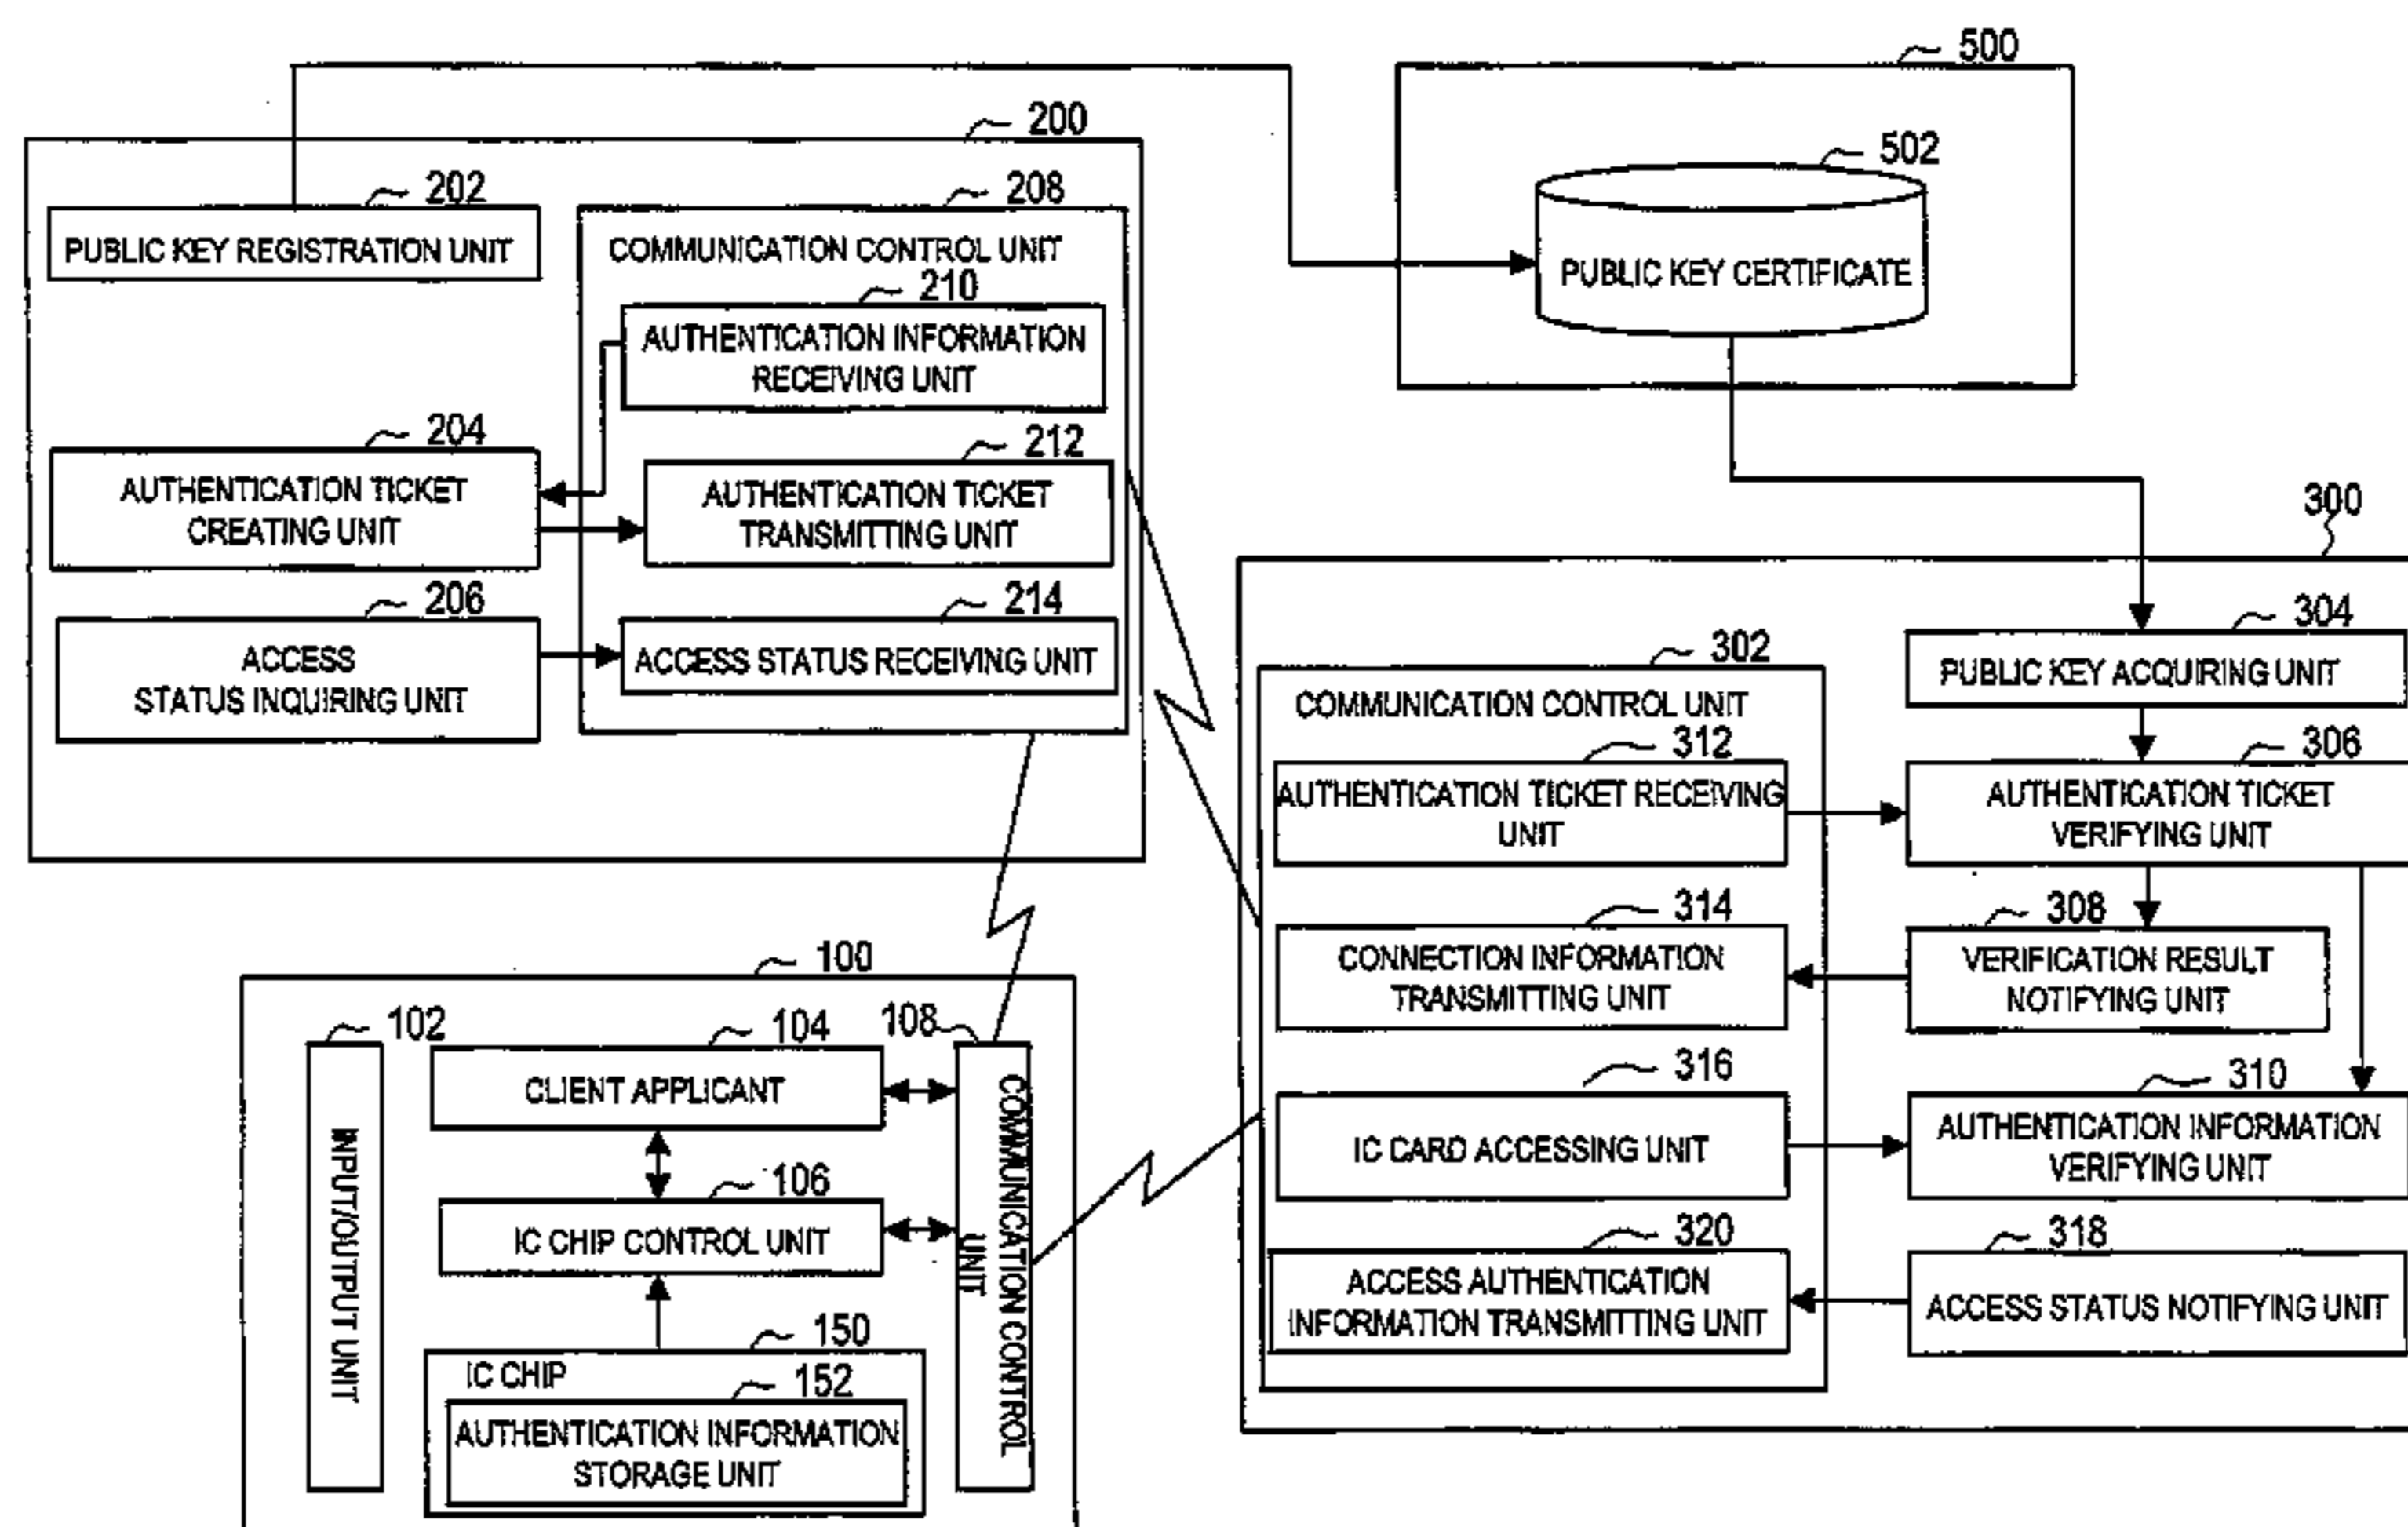 500
200
502
202
208
PUBLIC KEY REGISTRATION UNIT
COMMUNICATION CONTROL UNIT
PUBLIC KEY CERTIFICATE
210
AUTHENTICATION INFORMATION
RECEIVING UNIT
204
212
AUTHENTICATION TICKET
CREATING UNIT
AUTHENTICATION TICKET
TRANSMITTING UNIT
206
214
ACCESS
STATUS INQUIRING UNIT
ACCESS STATUS RECEIVING UNIT
300
304
PUBLIC KEY ACQUIRING UNIT
302
COMMUNICATION CONTROL UNIT
312
306
AUTHENTICATION TICKET RECEIVING
UNIT
AUTHENTICATION TICKET
VERIFYING UNIT
314
308
CONNECTION INFORMATION
TRANSMITTING UNIT
VERIFICATION RESULT
NOTIFYING UNIT
316
310
IC CARD ACCESSING UNIT
AUTHENTICATION INFORMATION
VERIFYING UNIT
320
318
ACCESS AUTHENTICATION
INFORMATION TRANSMITTING UNIT
ACCESS STATUS NOTIFYING UNIT
100
102
104
108
INPUT/OUTPUT UNIT
CLIENT APPLICANT
COMMUNICATION CONTROL
UNIT
106
IC CHIP CONTROL UNIT
150
IC CHIP
152
AUTHENTICATION INFORMATION
STORAGE UNIT